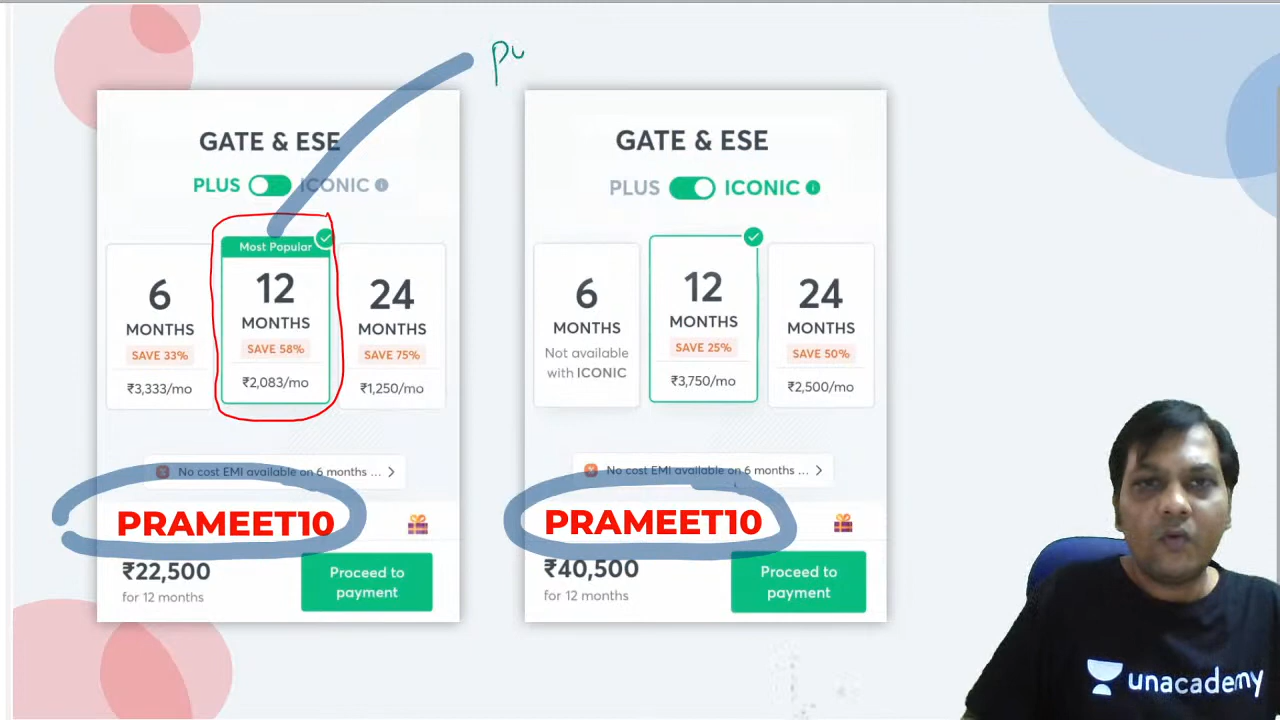 pu
GATE & ESE
PLUS ICONIC
6
MONTHS
SAVE 33%
₹3,333/mo
Most Popular
12
MONTHS
SAVE 58%
₹2,083/mo
24
MONTHS
SAVE 75%
₹1,250/mo
No cost EMI available on 6 months ...
PRAMEET10
₹22,500
for 12 months
Proceed to
payment
GATE & ESE
PLUS ICONIC
6
MONTHS
Not available
with ICONIC
12
MONTHS
SAVE 25%
₹3,750/mo
24
MONTHS
SAVE 50%
₹2,500/mo
No cost EMI available on 6 months ...
PRAMEET10
₹40,500
for 12 months
Proceed to
payment
unacademy